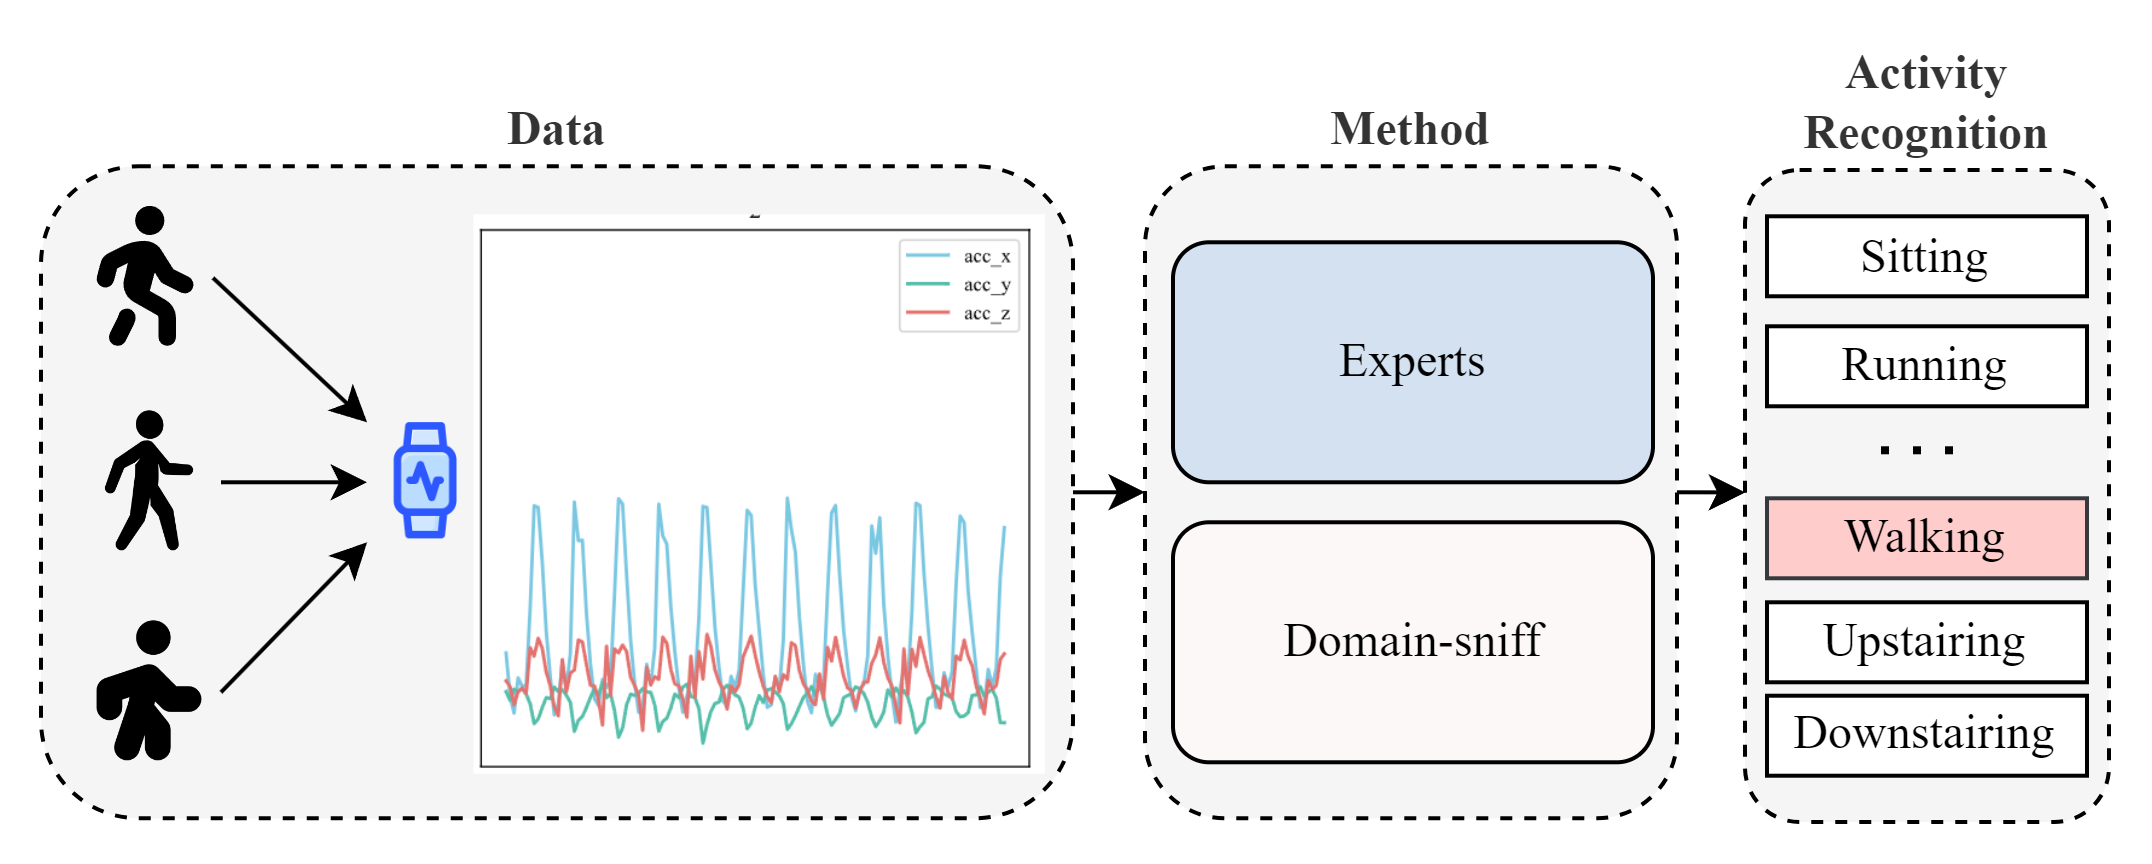 Data
acc_x
acc_y
acc_z
Method
Experts
Domain-sniff
Activity
Recognition
Sitting
Running
. . .
Walking
Upstairing
Downstairing